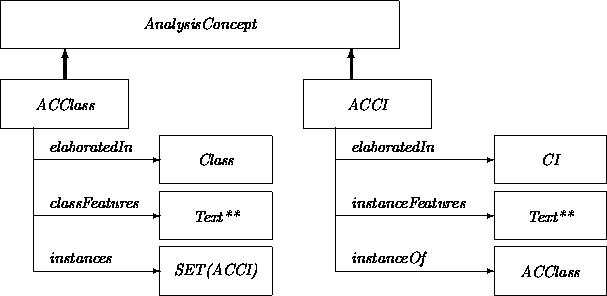 AnalysisConcept
ACClass
ACCI
elaboratedIn
Class
elaboratedIn
CI
classFeatures
Text**
instanceFeatures
Text**
instances
SET(ACCI)
instanceOf
ACClass